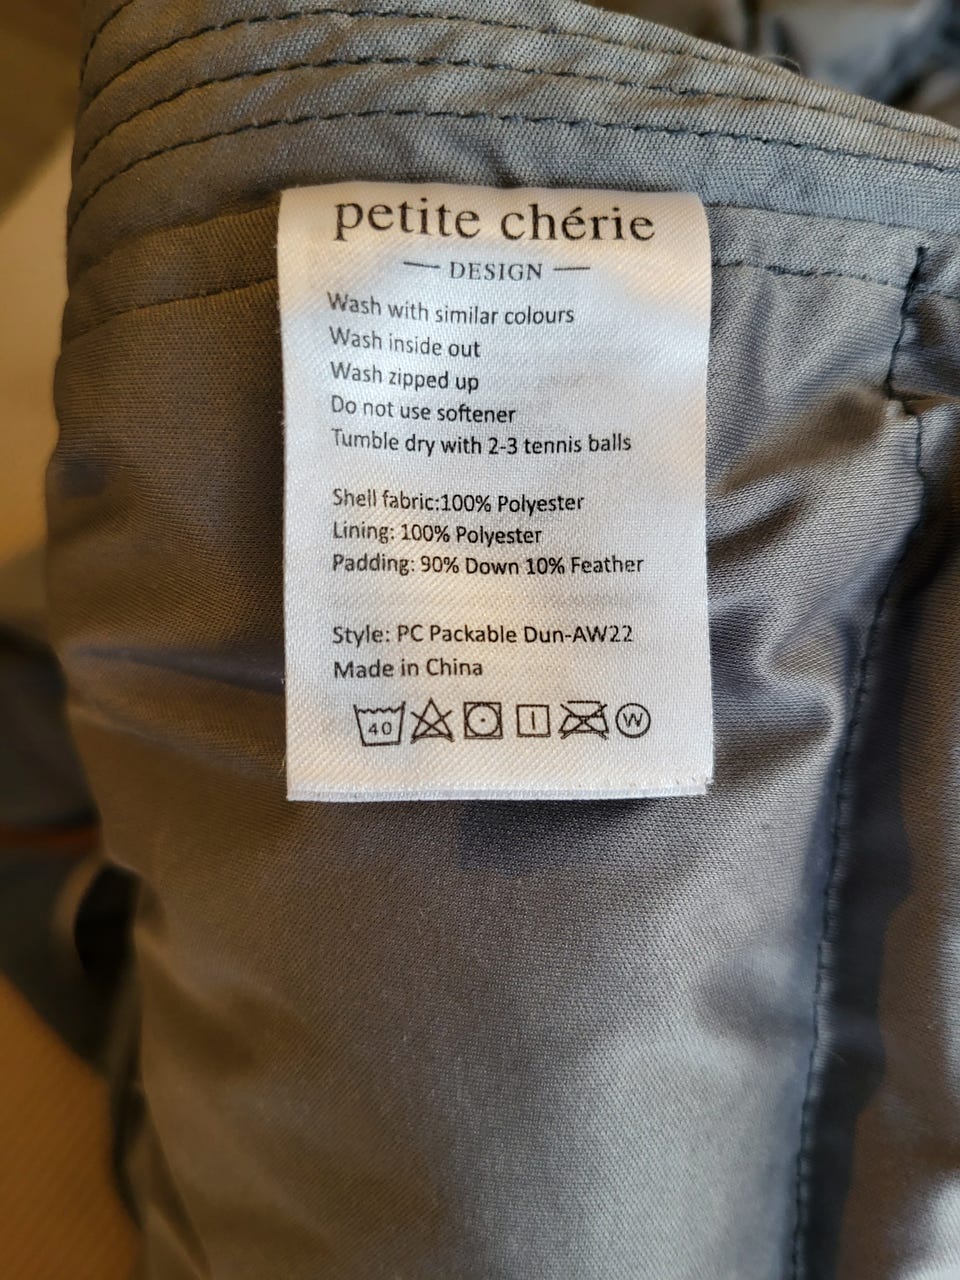 petite chérie
DESIGN
Wash with similar colours
Wash inside out
Wash zipped up
Do not use softener
Tumble dry with 2-3 tennis balls
Shell fabric:100% Polyester
Lining: 100% Polyester
Padding: 90% Down 10% Feather
Style: PC Packable Dun-AW22
Made in China
40 W